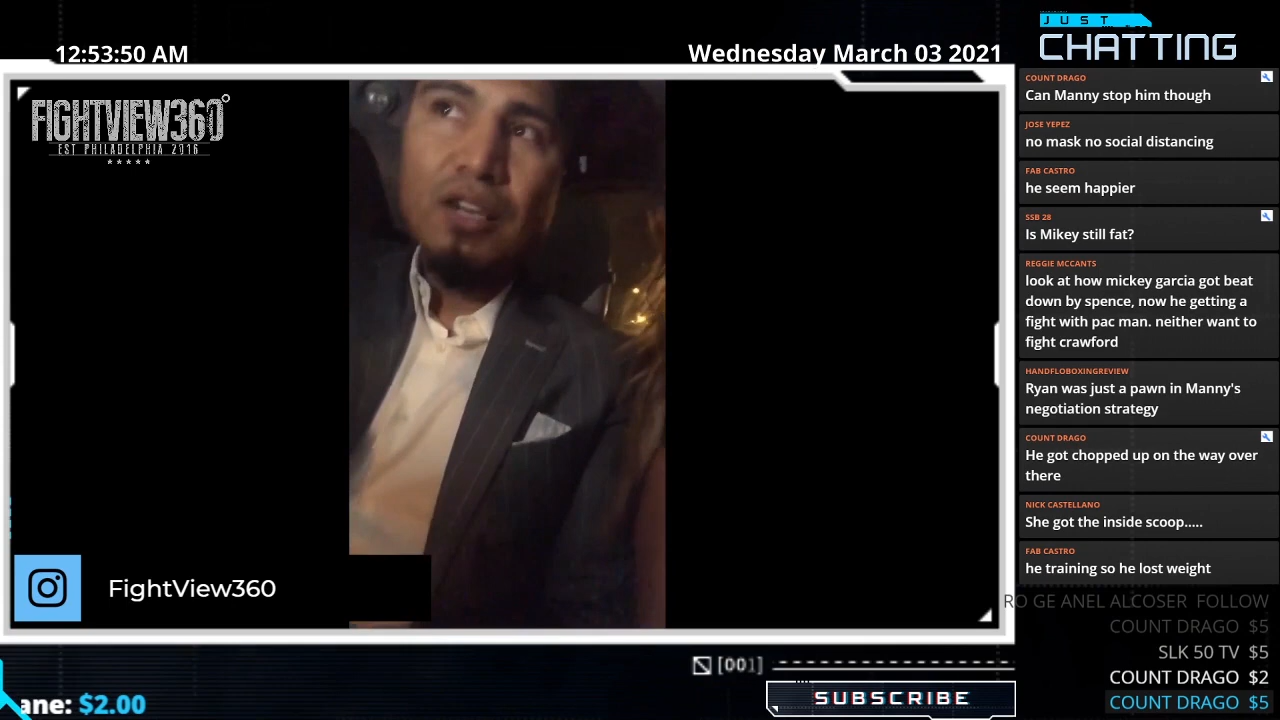 12:53:50 AM
Wednesday March 03 2021
JUST
CHATTING
FIGHTVIEW360°
EST PHILADELPHIA 2016
COUNT DRAGO
Can Manny stop him though
JOSE YEPEZ
no mask no social distancing
FAB CASTRO
he seem happier
SSB 28
Is Mikey still fat?
REGGIE MCCANTS
look at how mickey garcia got beat
down by spence, now he getting a
fight with pac man. neither want to
fight crawford
HANDFLOBOXINGREVIEW
Ryan was just a pawn in Manny's
negotiation strategy
COUNT DRAGO
He got chopped up on the way over
there
NICK CASTELLANO
She got the inside scoop.....
FAB CASTRO
he training so he lost weight
FightView360
RO GE ANEL ALCOSER FOLLOW
COUNT DRAGO $5
SLK 50 TV $5
COUNT DRAGO $2
COUNT DRAGO $5
[001]
SUBSCRIBE
ane: $2.00